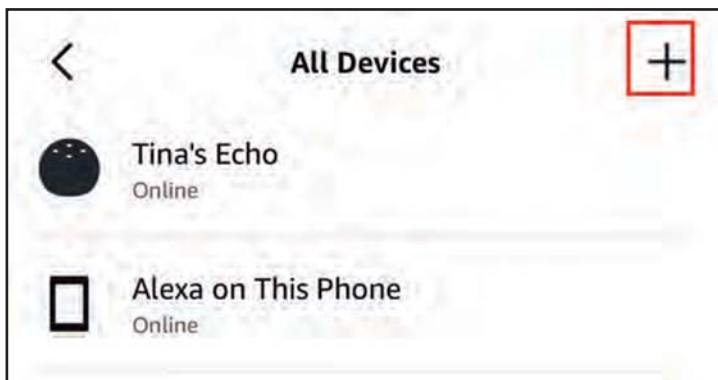 All Devices
Tina's Echo
Online
Alexa on This Phone
Online